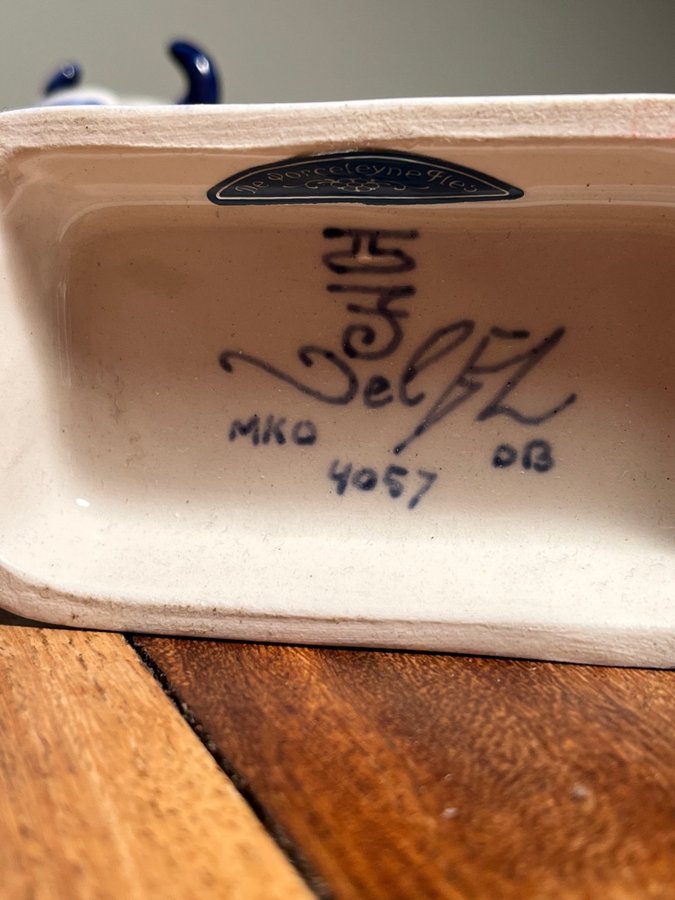 De Porceleyne Fles
Delft
MKO
DB
4057